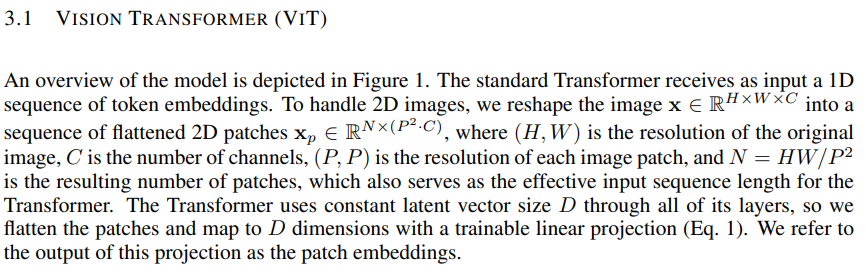 3.1 VISION TRANSFORMER (VIT)
An overview of the model is depicted in Figure 1. The standard Transformer receives as input a 1D
sequence of token embeddings. To handle 2D images, we reshape the image x ∈ ℝ^{H×W×C} into a
sequence of flattened 2D patches x_p ∈ ℝ^{N×(P²·C)}, where (H, W) is the resolution of the original
image, C is the number of channels, (P, P) is the resolution of each image patch, and N = HW/P²
is the resulting number of patches, which also serves as the effective input sequence length for the
Transformer. The Transformer uses constant latent vector size D through all of its layers, so we
flatten the patches and map to D dimensions with a trainable linear projection (Eq. 1). We refer to
the output of this projection as the patch embeddings.